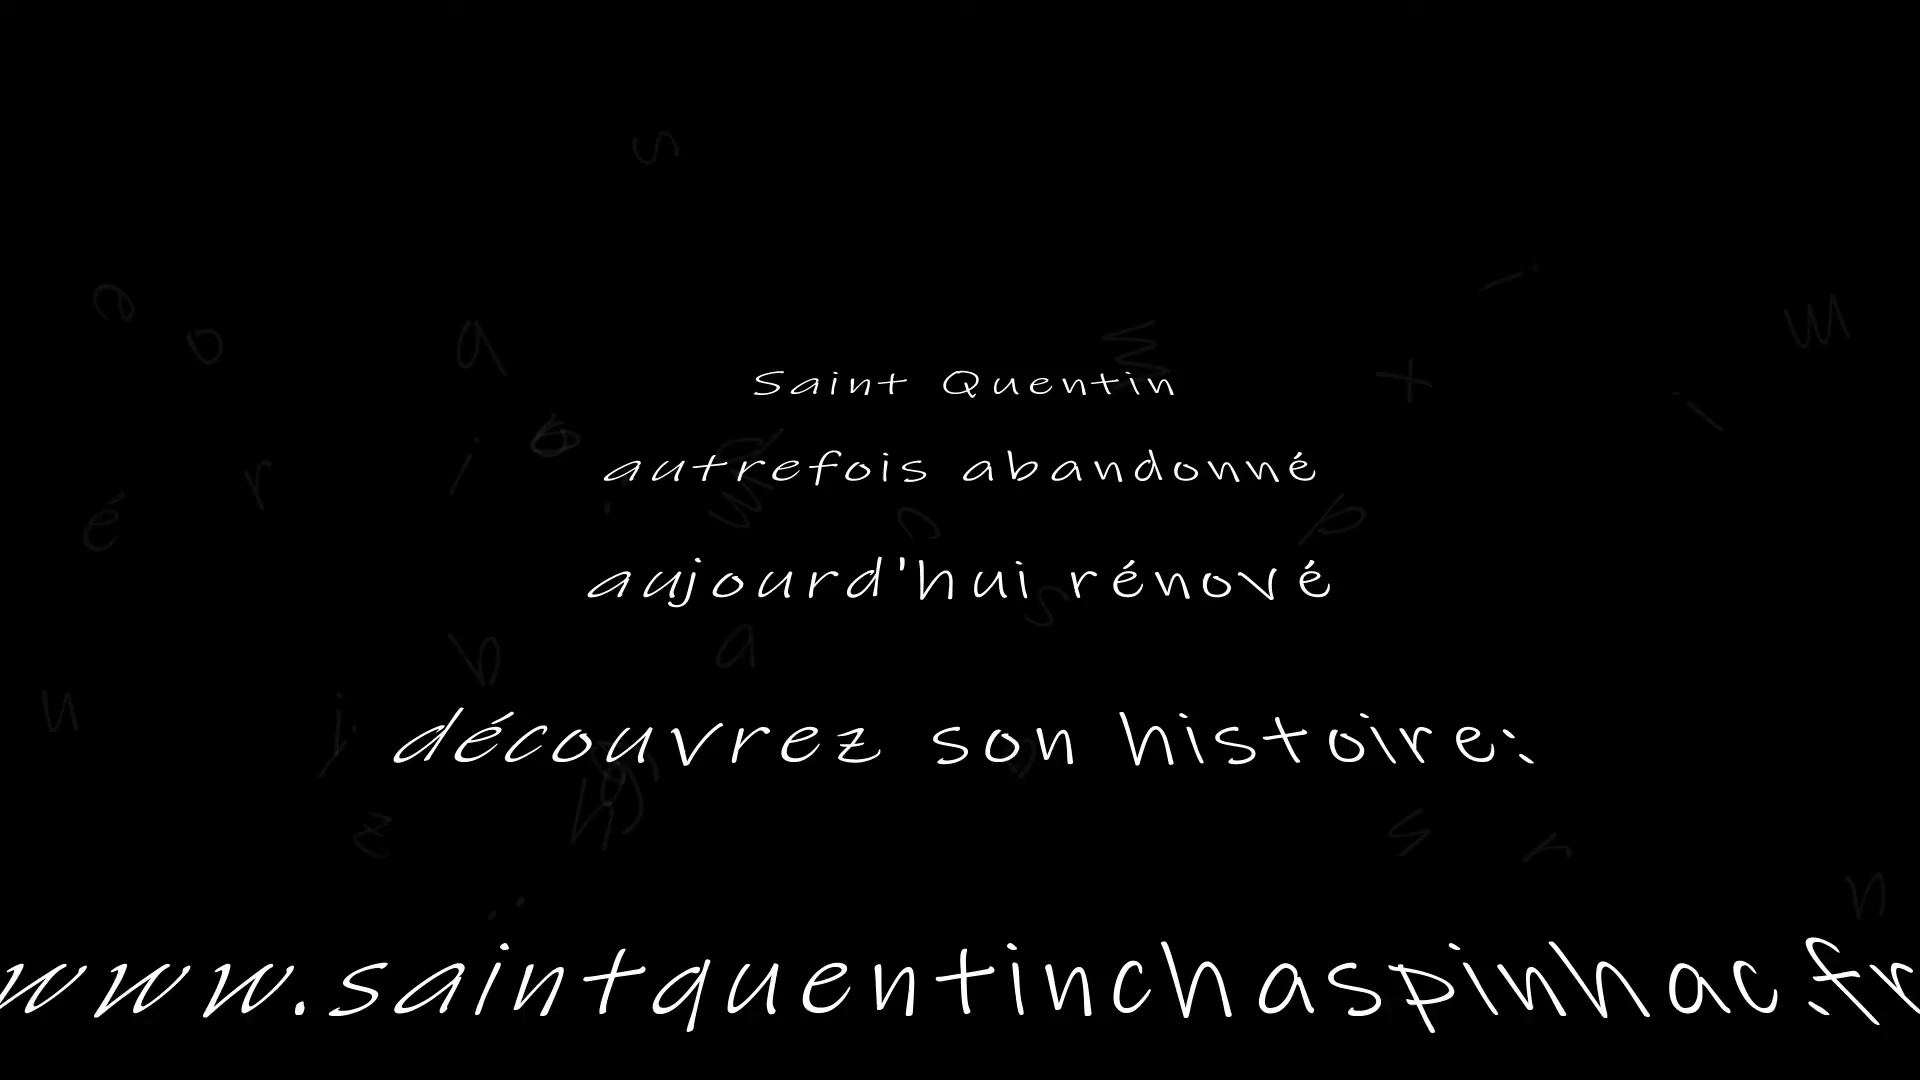 Saint Quentin
autrefois abandonné
aujourd'hui rénové
découvrez son histoire:
www.saintquentinchaspinhac.fr